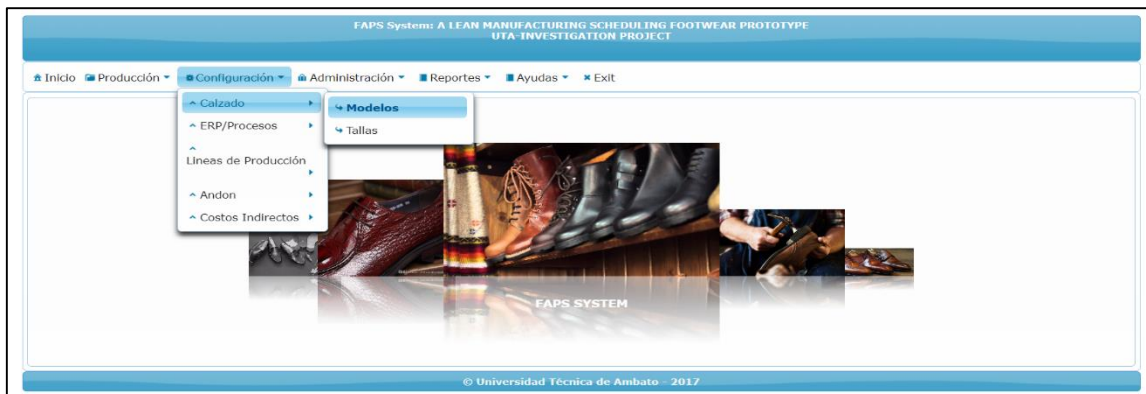 FAPS System: A LEAN MANUFACTURING SCHEDULING FOOTWEAR PROTOTYPE
UTA-INVESTIGATION PROJECT
Inicio Producción Configuración Administración Reportes Ayudas Exit
Calzado
Modelos
ERP/Procesos
Tallas
Líneas de Producción
Andon
Costos Indirectos
FAPS SYSTEM
© Universidad Técnica de Ambato - 2017